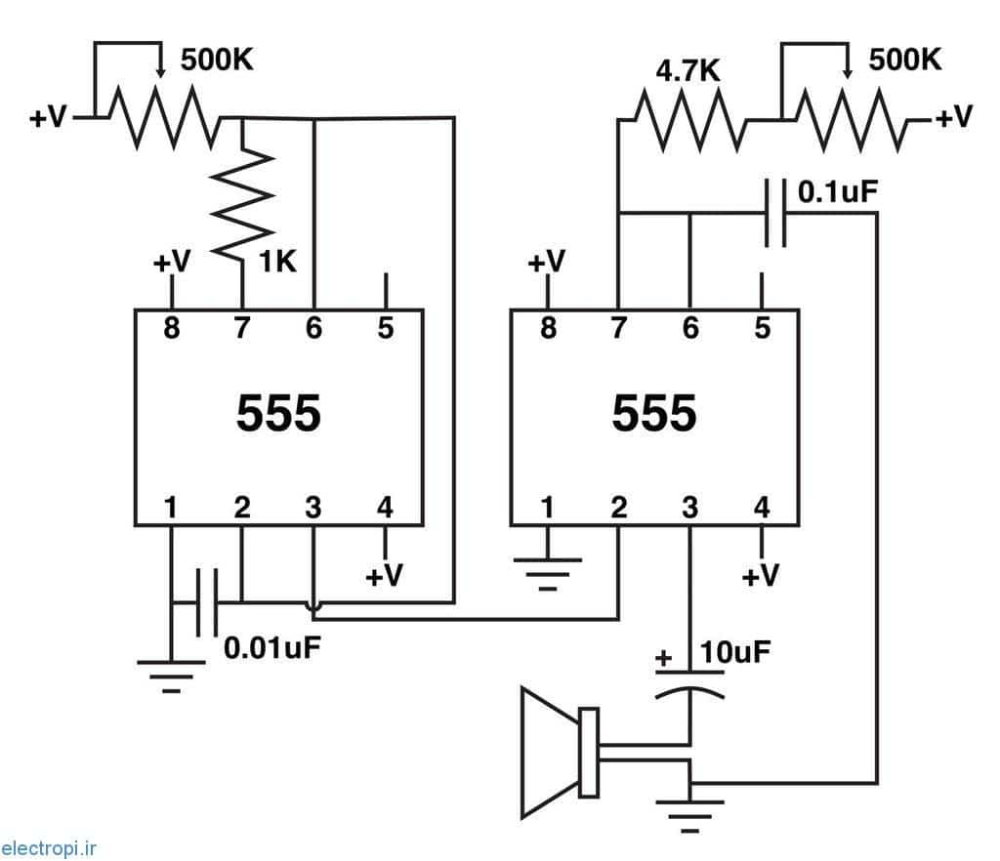 500K
+V
4.7K
500K
+V
0.1uF
+V
1K
+V
8 7 6 5
8 7 6 5
555
555
1 2 3 4
1 2 3 4
+V
+V
0.01uF
+ 10uF
electropi.ir